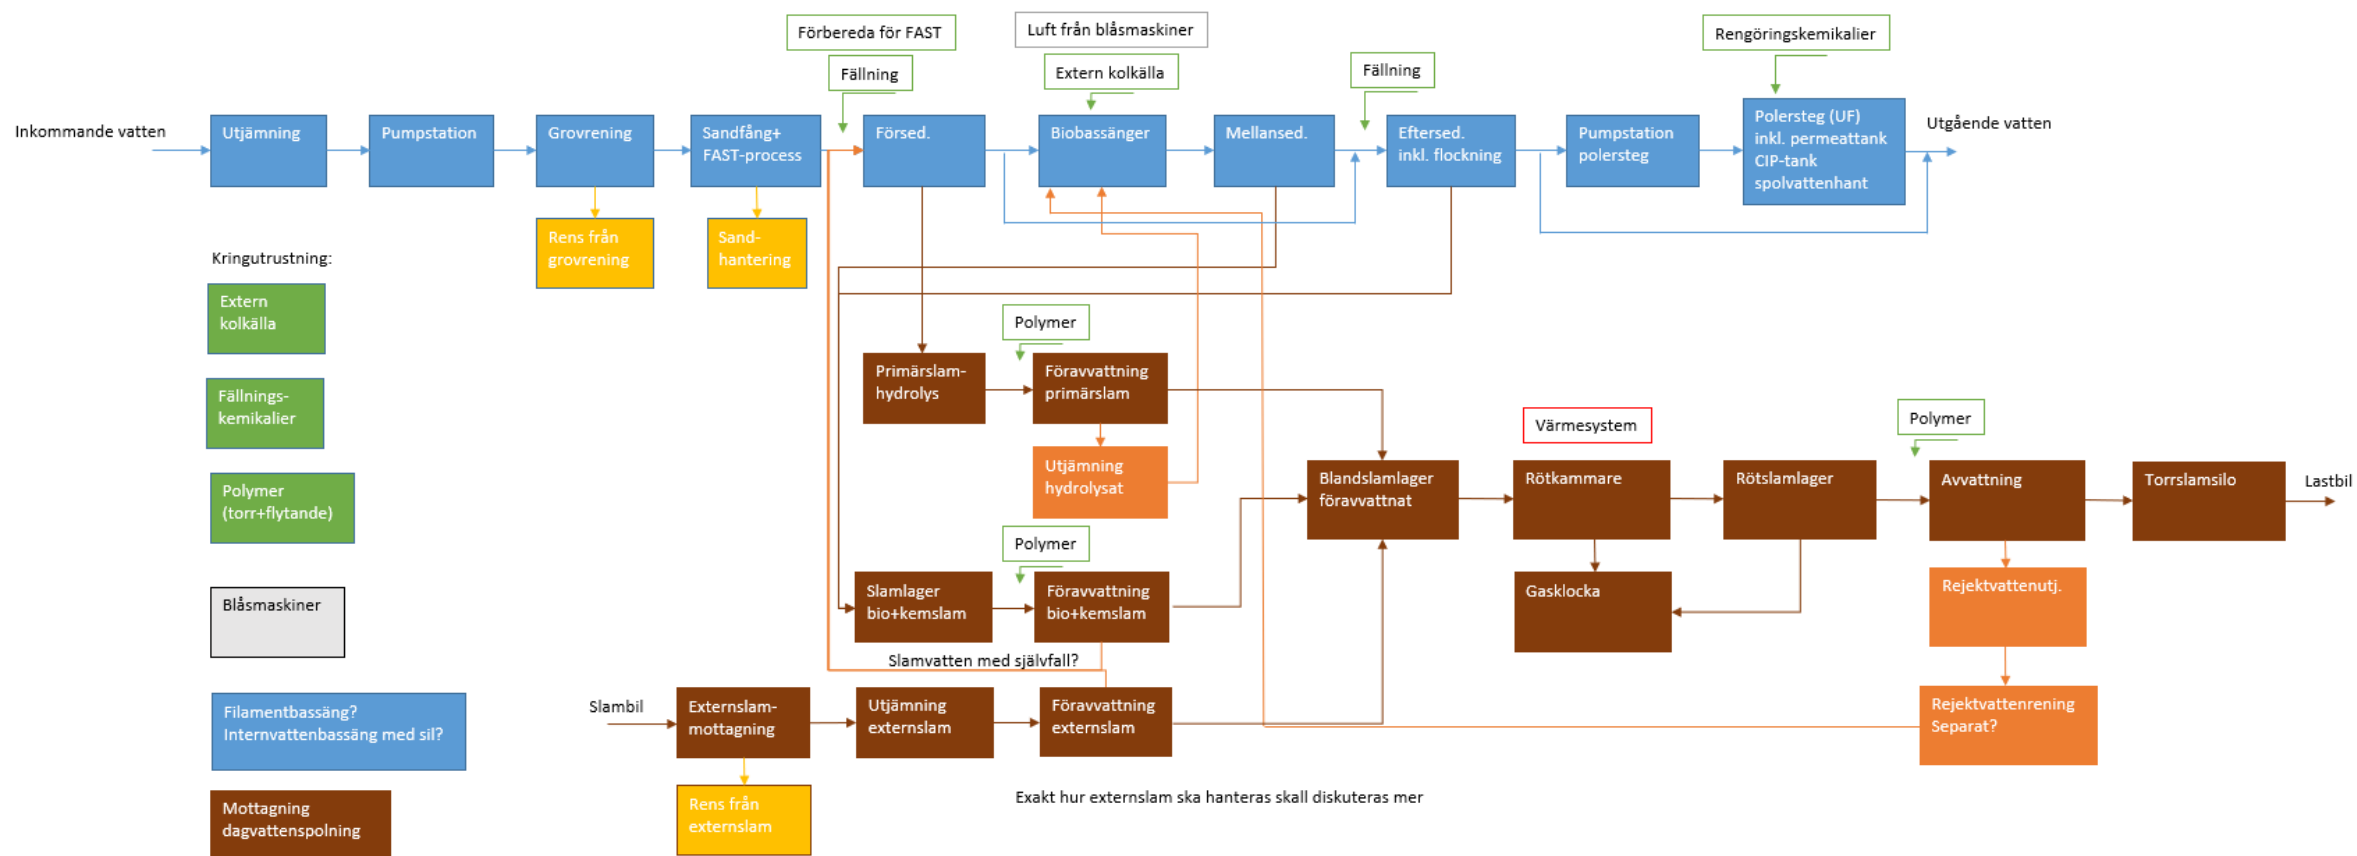 Förbereda för FAST
Luft från blåsmaskiner
Rengöringskemikalier
Fällning
Extern kolkälla
Fällning
Inkommande vatten
Utjämning
Pumpstation
Grovrening
Sandfång+
FAST-process
Försed.
Biobassänger
Mellansed.
Eftersed.
inkl. flockning
Pumpstation
polersteg
Polersteg (UF)
inkl. permeattank
CIP-tank
spolvattenhant
Utgående vatten
Rens från
grovrening
Sand-
hantering
Kringutrustning:
Extern
kolkälla
Fällnings-
kemikalier
Polymer
(torr+flytande)
Blåsmaskiner
Filamentbassäng?
Internvattenbassäng med sil?
Mottagning
dagvattenspolning
Polymer
Primärslam-
hydrolys
Föravvattning
primärslam
Utjämning
hydrolysat
Polymer
Slamlager
bio+kemslam
Föravvattning
bio+kemslam
Slamvatten med självfall?
Slambil
Externslam-
mottagning
Utjämning
externslam
Föravvattning
externslam
Rens från
externslam
Exakt hur externslam ska hanteras skall diskuteras mer
Blandslamlager
föravvattnat
Värmesystem
Rötkammare
Rötslamlager
Polymer
Avvattning
Torrslamsilo
Lastbil
Gasklocka
Rejektvattenutj.
Rejektvattenrening
Separat?